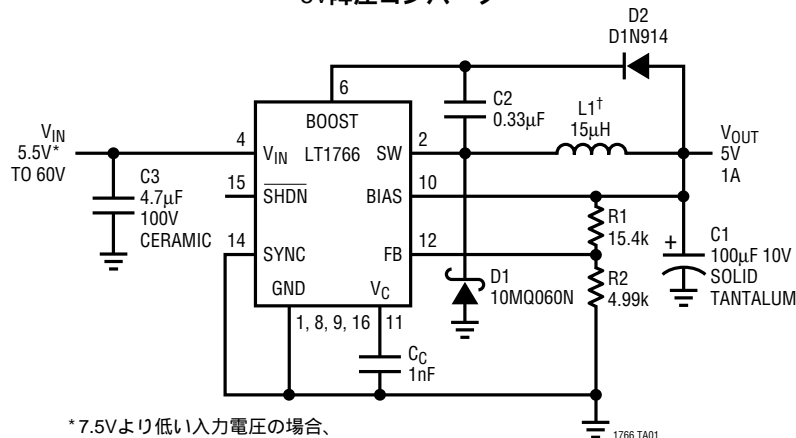 5V降圧コンバータ
D2
D1N914
6
BOOST
C2
0.33μF
L1†
15μH
VIN
5.5V*
TO 60V
4
VIN
LT1766
SW
2
VOUT
5V
1A
C3
4.7μF
100V
CERAMIC
15
SHDN
BIAS
10
R1
15.4k
14
SYNC
FB
12
+
C1
100μF 10V
SOLID
TANTALUM
D1
10MQ060N
R2
4.99k
GND
VC
1, 8, 9, 16
11
CC
1nF
*7.5Vより低い入力電圧の場合、
1766 TA01